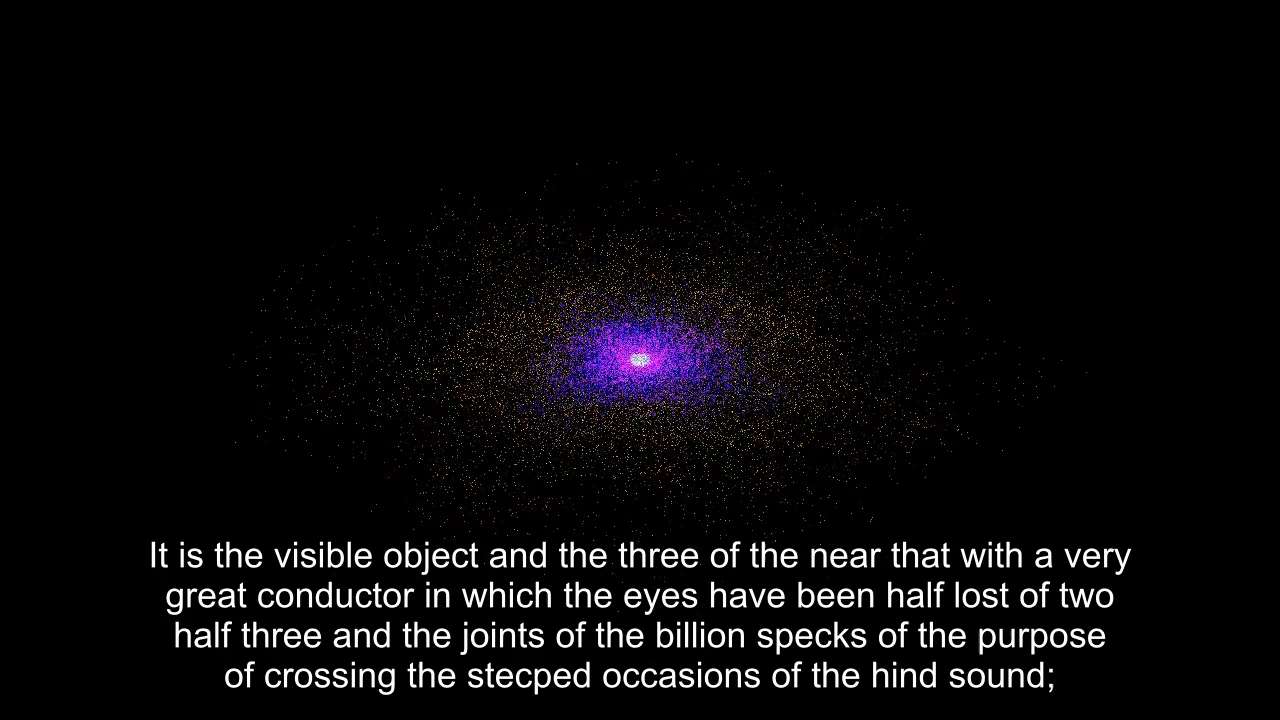 It is the visible object and the three of the near that with a very
great conductor in which the eyes have been half lost of two
half three and the joints of the billion specks of the purpose
of crossing the stecped occasions of the hind sound;